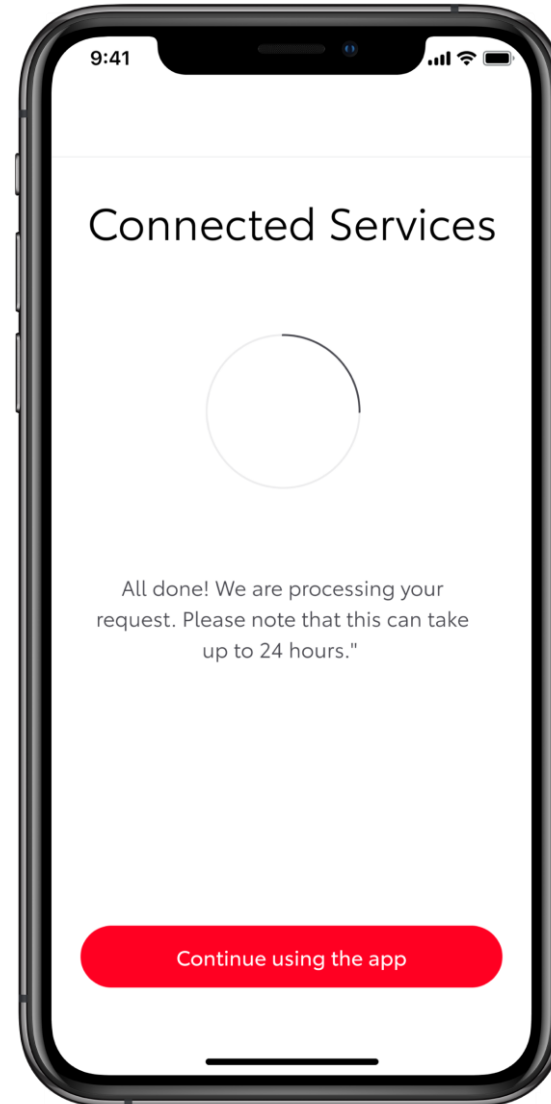 9:41
Connected Services
All done! We are processing your
request. Please note that this can take
up to 24 hours."
Continue using the app